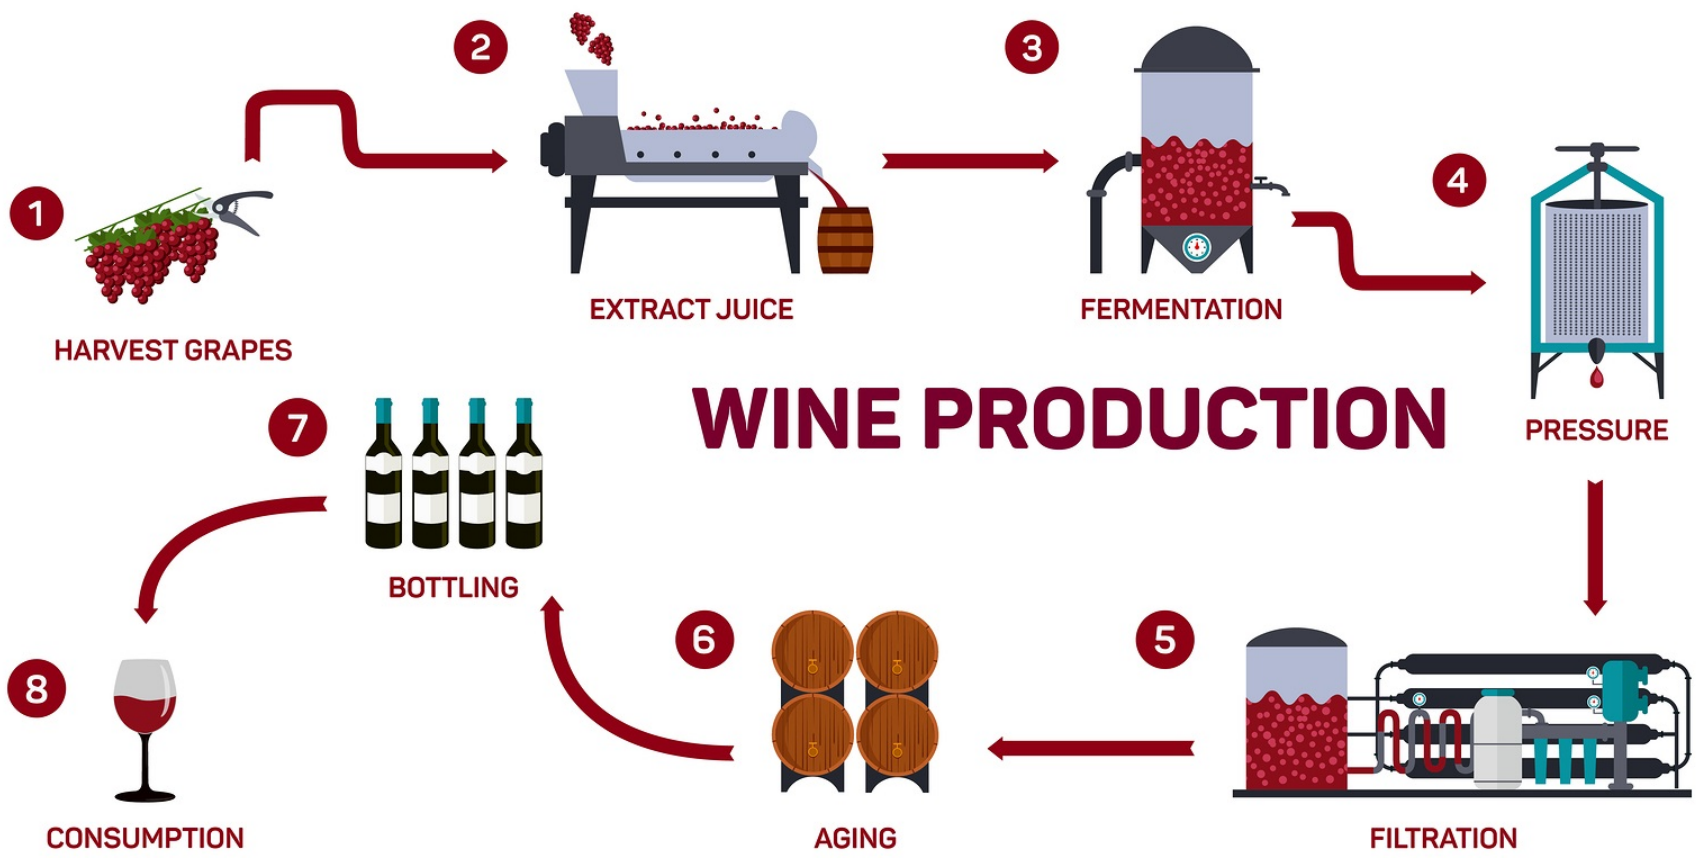 WINE PRODUCTION
1
HARVEST GRAPES
2
EXTRACT JUICE
3
FERMENTATION
4
PRESSURE
5
FILTRATION
6
AGING
7
BOTTLING
8
CONSUMPTION